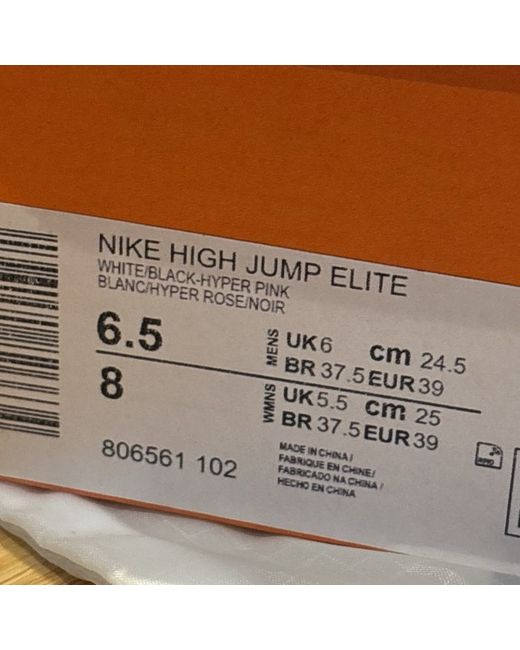 NIKE HIGH JUMP ELITE
WHITE/BLACK-HYPER PINK
BLANC/HYPER ROSE/NOIR
6.5 MENS UK 6 cm 24.5
BR 37.5 EUR 39
8 WMNS UK 5.5 cm 25
BR 37.5 EUR 39
806561 102
MADE IN CHINA /
FABRIQUE EN CHINE /
FABRICADO NA CHINA /
HECHO EN CHINA